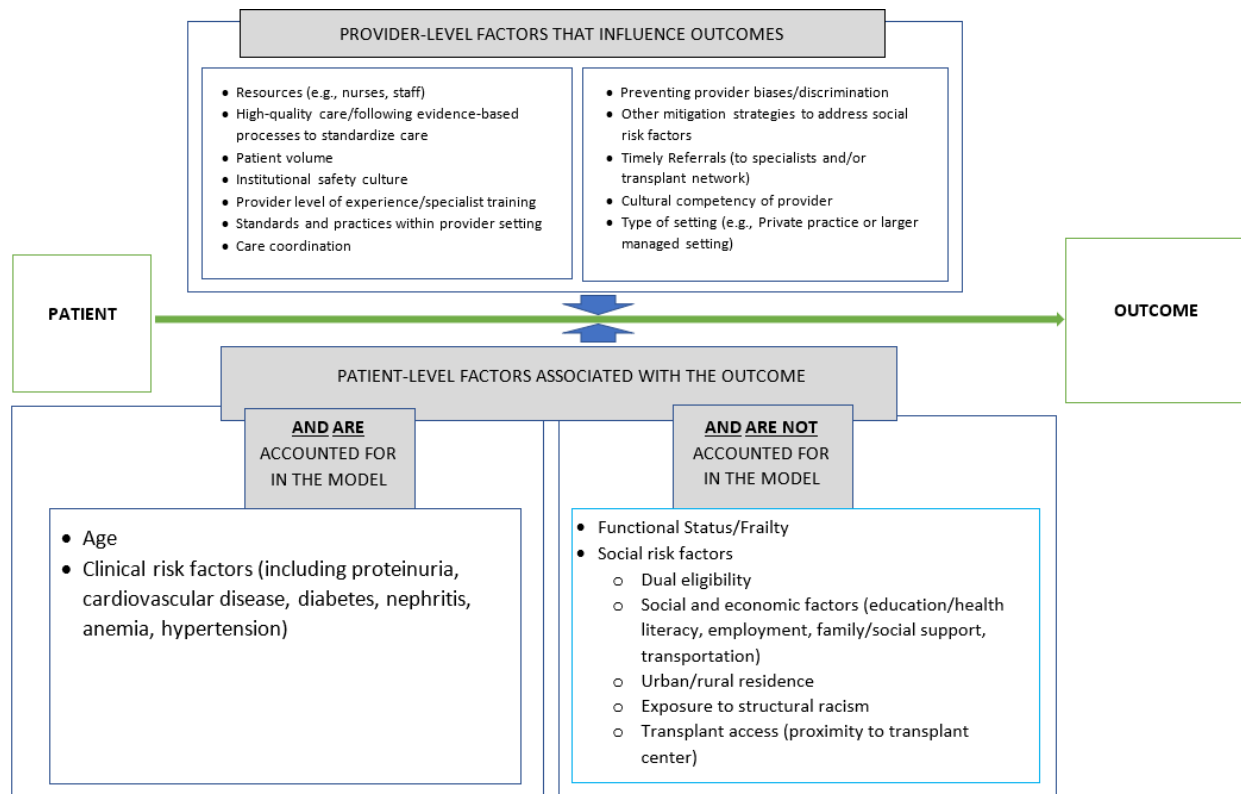 PROVIDER-LEVEL FACTORS THAT INFLUENCE OUTCOMES
• Resources (e.g., nurses, staff)
• High-quality care/following evidence-based
processes to standardize care
• Patient volume
• Institutional safety culture
• Provider level of experience/specialist training
• Standards and practices within provider setting
• Care coordination
• Preventing provider biases/discrimination
• Other mitigation strategies to address social
risk factors
• Timely Referrals (to specialists and/or
transplant network)
• Cultural competency of provider
• Type of setting (e.g., Private practice or larger
managed setting)
PATIENT
OUTCOME
PATIENT-LEVEL FACTORS ASSOCIATED WITH THE OUTCOME
AND ARE
ACCOUNTED FOR
IN THE MODEL
• Age
• Clinical risk factors (including proteinuria,
cardiovascular disease, diabetes, nephritis,
anemia, hypertension)
AND ARE NOT
ACCOUNTED FOR
IN THE MODEL
• Functional Status/Frailty
• Social risk factors
o Dual eligibility
o Social and economic factors (education/health
literacy, employment, family/social support,
transportation)
o Urban/rural residence
o Exposure to structural racism
o Transplant access (proximity to transplant
center)